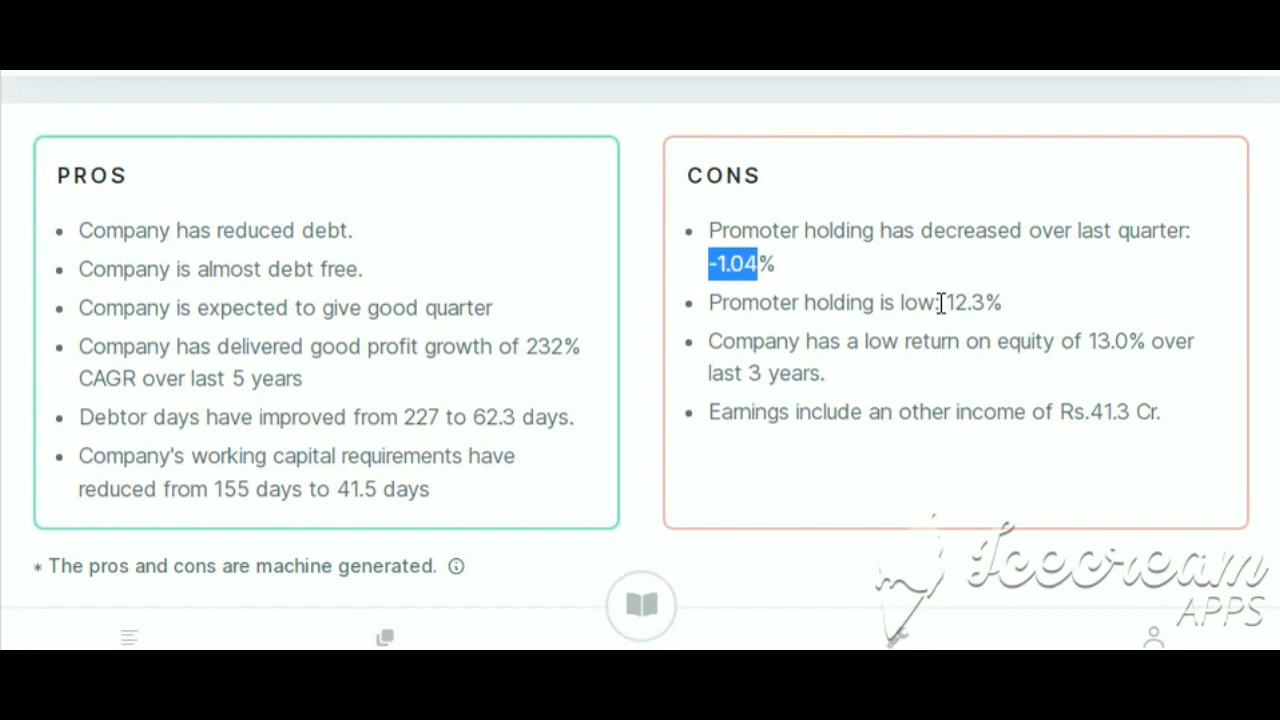 PROS
Company has reduced debt.
Company is almost debt free.
Company is expected to give good quarter
Company has delivered good profit growth of 232%
CAGR over last 5 years
Debtor days have improved from 227 to 62.3 days.
Company's working capital requirements have
reduced from 155 days to 41.5 days
CONS
Promoter holding has decreased over last quarter:
-1.04%
Promoter holding is low: 12.3%
Company has a low return on equity of 13.0% over
last 3 years.
Earnings include an other income of Rs.41.3 Cr.
* The pros and cons are machine generated.
Icecream
APPS